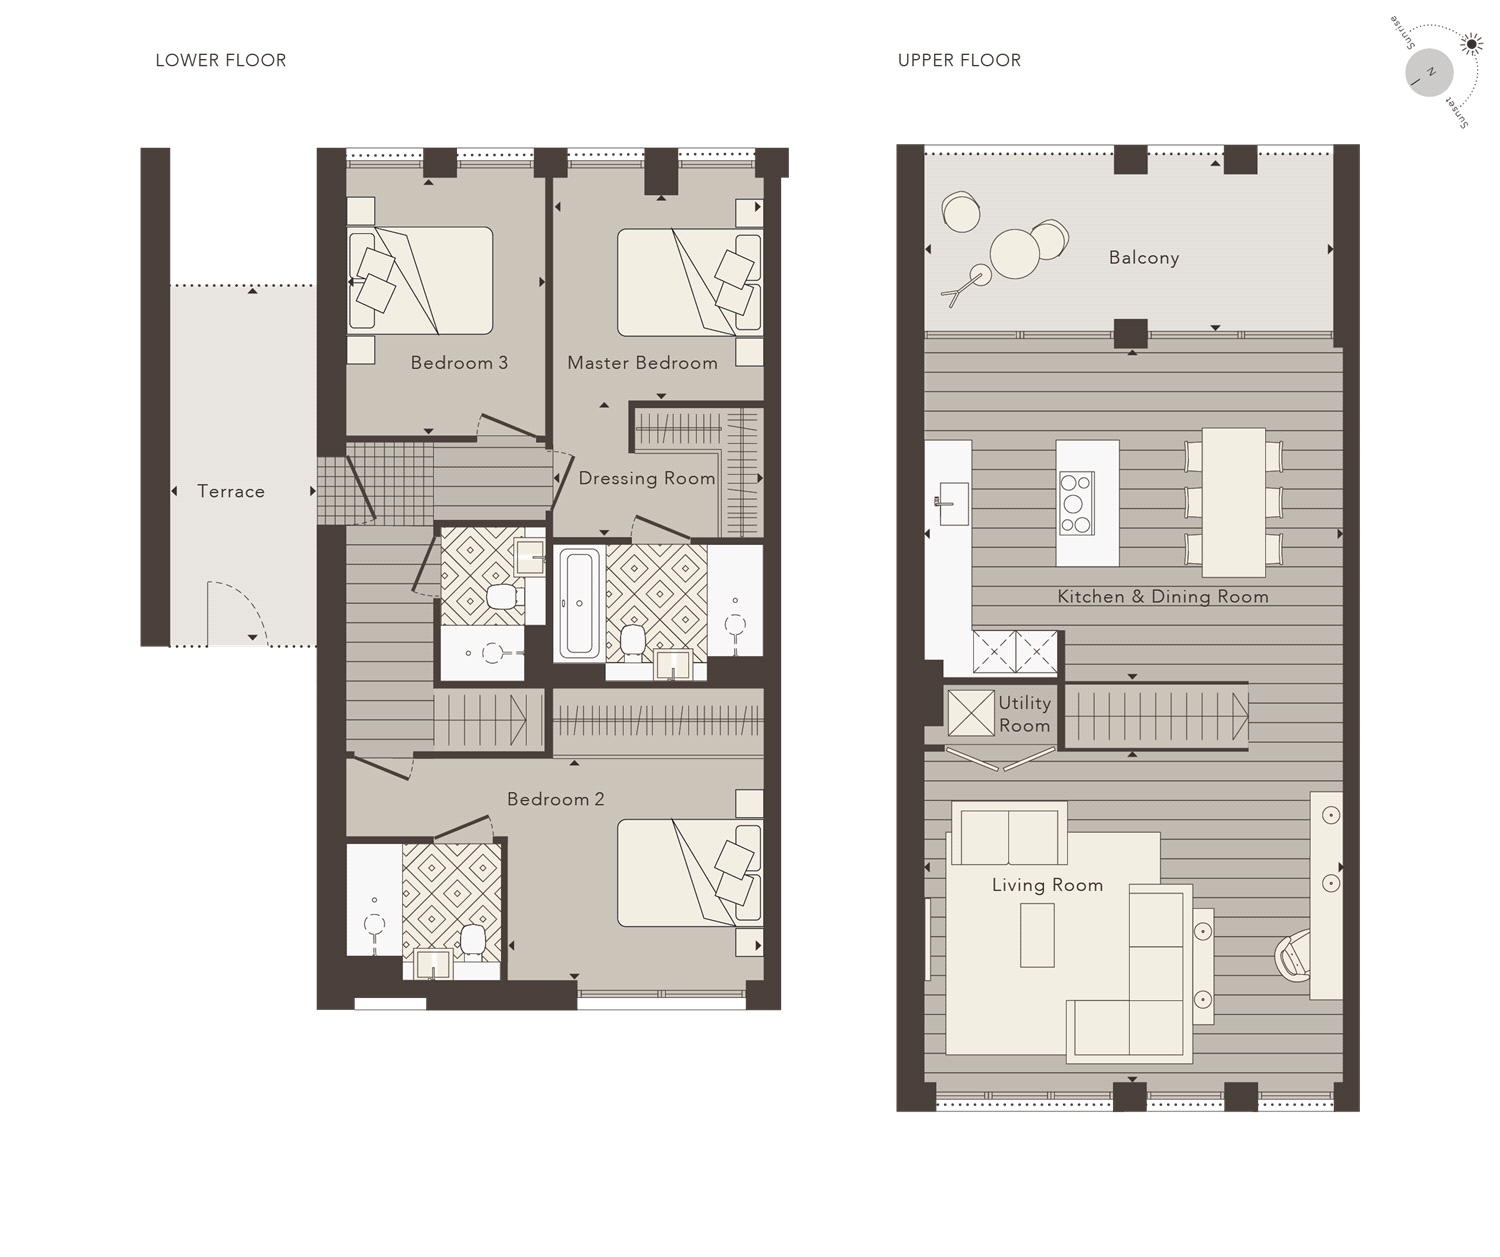 LOWER FLOOR
UPPER FLOOR
Sunrise
N
Sunset
Balcony
Bedroom 3
Master Bedroom
Terrace
Dressing Room
Kitchen & Dining Room
Utility
Room
Bedroom 2
Living Room